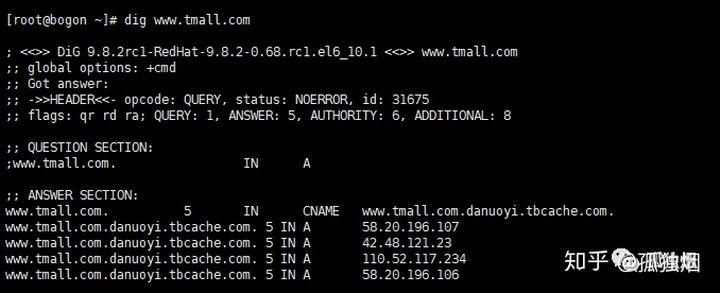 [root@bogon ~]# dig www.tmall.com
; <<>> DiG 9.8.2rc1-RedHat-9.8.2-0.68.rc1.el6_10.1 <<>> www.tmall.com
;; global options: +cmd
;; Got answer:
;; ->>HEADER<<- opcode: QUERY, status: NOERROR, id: 31675
;; flags: qr rd ra; QUERY: 1, ANSWER: 5, AUTHORITY: 6, ADDITIONAL: 8
;; QUESTION SECTION:
;www.tmall.com. IN A
;; ANSWER SECTION:
www.tmall.com. 5 IN CNAME www.tmall.com.danuoyi.tbcache.com.
www.tmall.com.danuoyi.tbcache.com. 5 IN A 58.20.196.107
www.tmall.com.danuoyi.tbcache.com. 5 IN A 42.48.121.23
www.tmall.com.danuoyi.tbcache.com. 5 IN A 110.52.117.234
www.tmall.com.danuoyi.tbcache.com. 5 IN A 58.20.196.106
知乎 @孤独烟